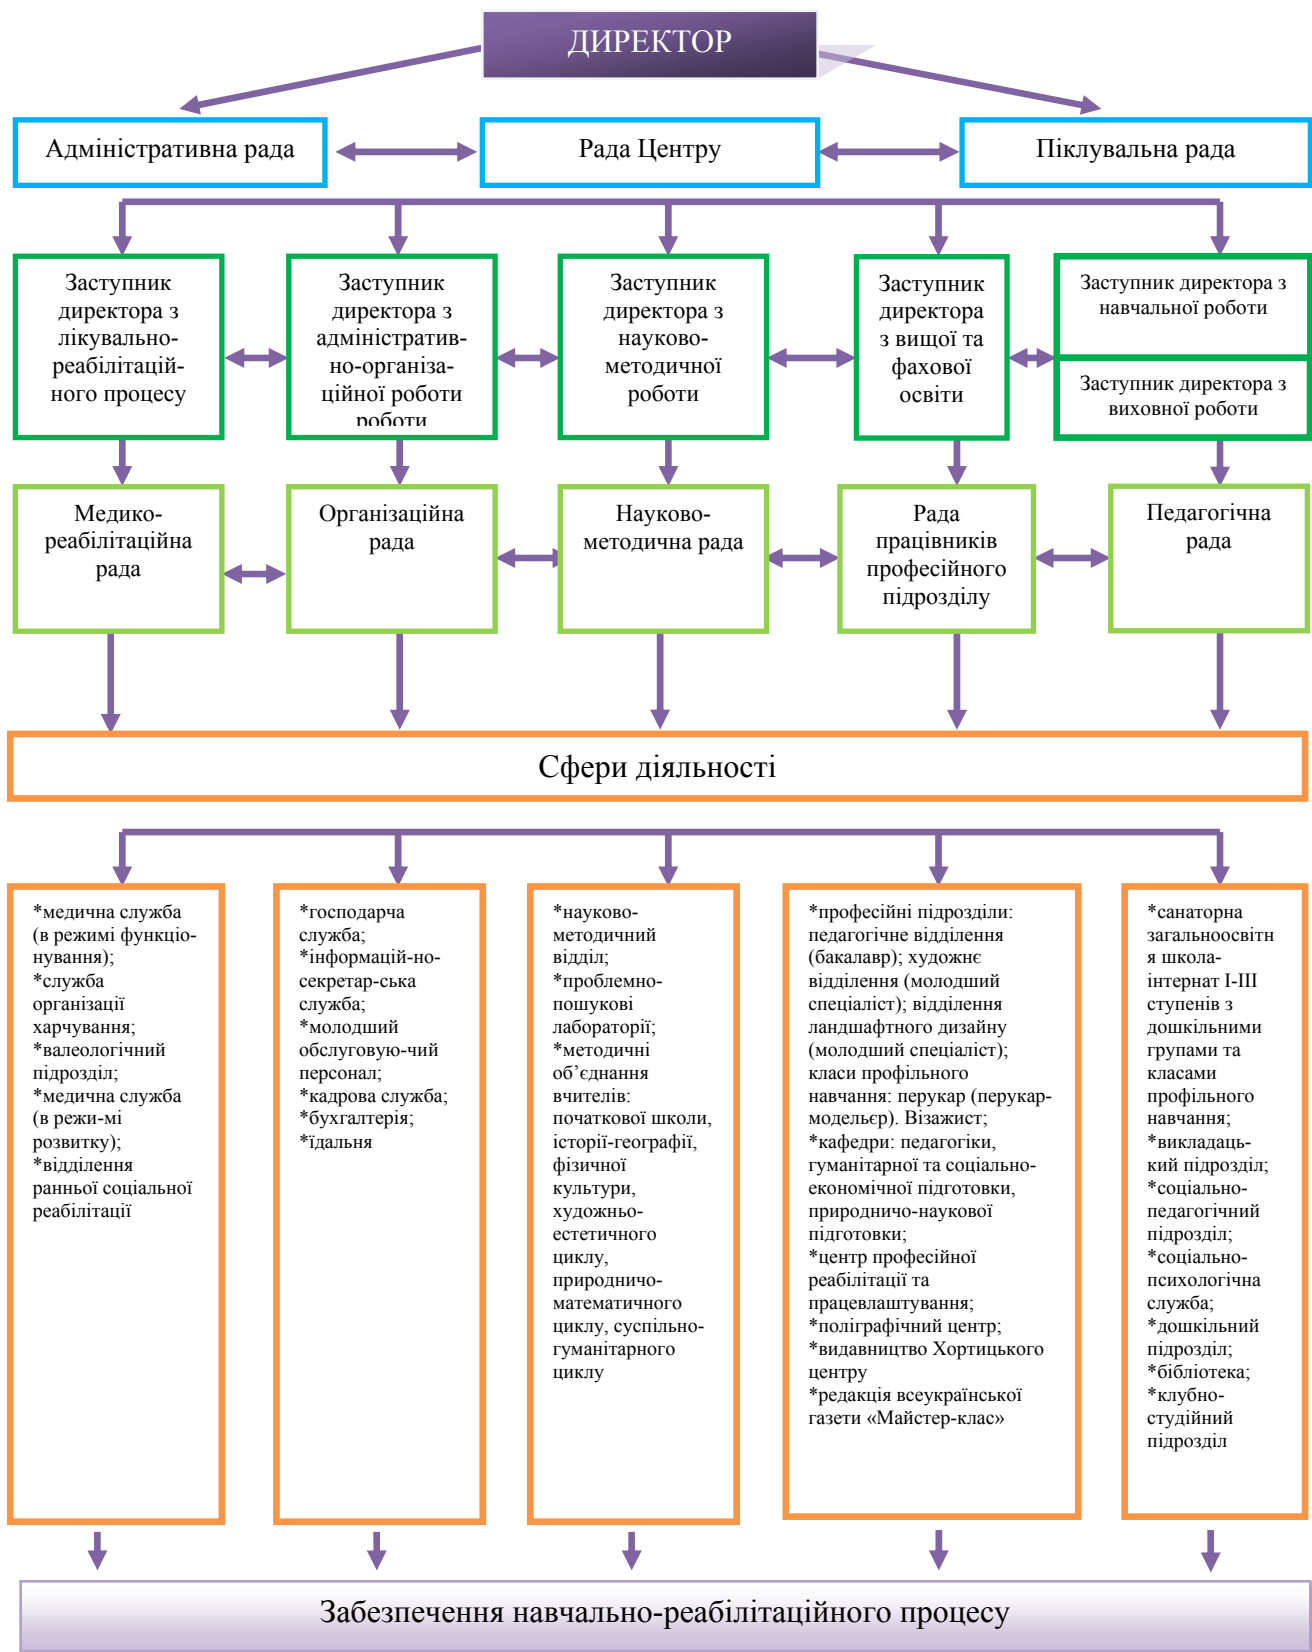 ДИРЕКТОР
Адміністративна рада
Рада Центру
Піклувальна рада
Заступник
директора з
лікувально-
реабілітацій-
ного процесу
Заступник
директора з
адміністратив-
но-організа-
ційної роботи
роботи
Заступник
директора з
науково-
методичної
роботи
Заступник
директора
з вищої та
фахової
освіти
Заступник директора з
навчальної роботи
Заступник директора з
виховної роботи
Медико-
реабілітаційна
рада
Організаційна
рада
Науково-
методична рада
Рада
працівників
професійного
підрозділу
Педагогічна
рада
Сфери діяльності
*медична служба
(в режимі функціо-
нування);
*служба
організації
харчування;
*валеологічний
підрозділ;
*медична служба
(в режи-мі
розвитку);
*відділення
ранньої соціальної
реабілітації
*господарча
служба;
*інформацій-но-
секретар-ська
служба;
*молодший
обслуговую-чий
персонал;
*кадрова служба;
*бухгалтерія;
*їдальня
*науково-
методичний
відділ;
*проблемно-
пошукові
лабораторії;
*методичні
об’єднання
вчителів:
початкової школи,
історії-географії,
фізичної
культури,
художньо-
естетичного
циклу,
природничо-
математичного
циклу, суспільно-
гуманітарного
циклу
*професійні підрозділи:
педагогічне відділення
(бакалавр); художнє
відділення (молодший
спеціаліст); відділення
ландшафтного дизайну
(молодший спеціаліст);
класи профільного
навчання: перукар (перукар-
модельєр). Візажист;
*кафедри: педагогіки,
гуманітарної та соціально-
економічної підготовки,
природничо-наукової
підготовки;
*центр професійної
реабілітації та
працевлаштування;
*поліграфічний центр;
*видавництво Хортицького
центру
*редакція всеукраїнської
газети «Майстер-клас»
*санаторна
загальноосвітн
я школа-
інтернат І-ІІІ
ступенів з
дошкільними
групами та
класами
профільного
навчання;
*викладаць-
кий підрозділ;
*соціально-
педагогічний
підрозділ;
*соціально-
психологічна
служба;
*дошкільний
підрозділ;
*бібліотека;
*клубно-
студійний
підрозділ
Забезпечення навчально-реабілітаційного процесу